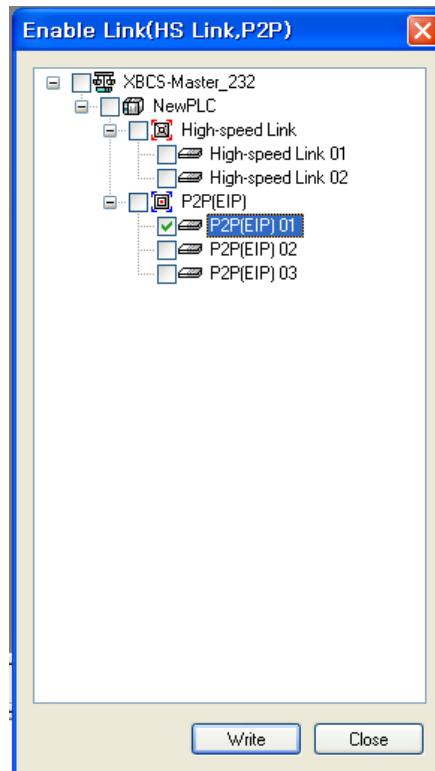 Enable Link(HS Link,P2P)
XBCS-Master_232
NewPLC
High-speed Link
High-speed Link 01
High-speed Link 02
P2P(EIP)
P2P(EIP) 01
P2P(EIP) 02
P2P(EIP) 03
Write
Close